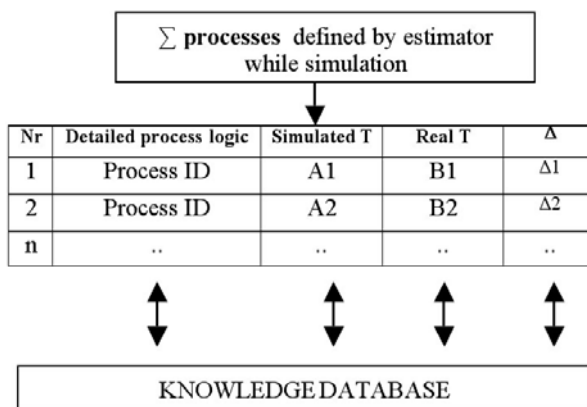 ∑ processes defined by estimator
while simulation
Nr Detailed process logic Simulated T Real T Δ
1 Process ID A1 B1 Δ1
2 Process ID A2 B2 Δ2
n .. .. .. ..
KNOWLEDGE DATABASE